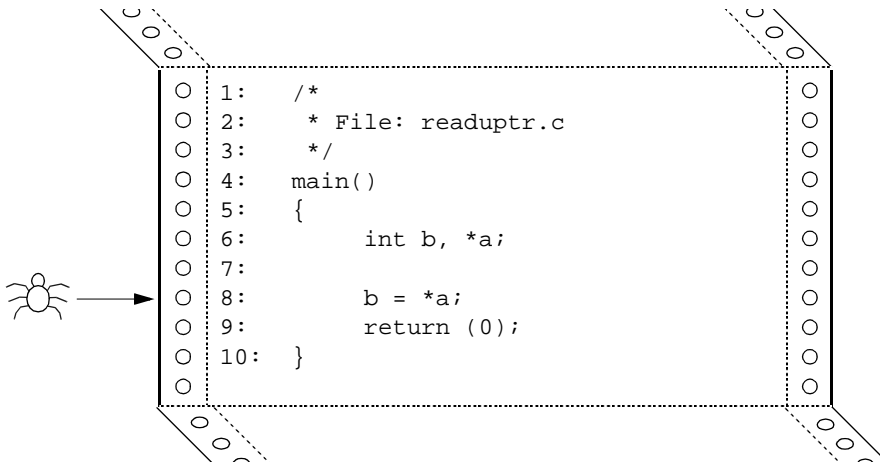 1: /*
2: * File: readuptr.c
3: */
4: main()
5: {
6: int b, *a;
7:
8: b = *a;
9: return (0);
10: }